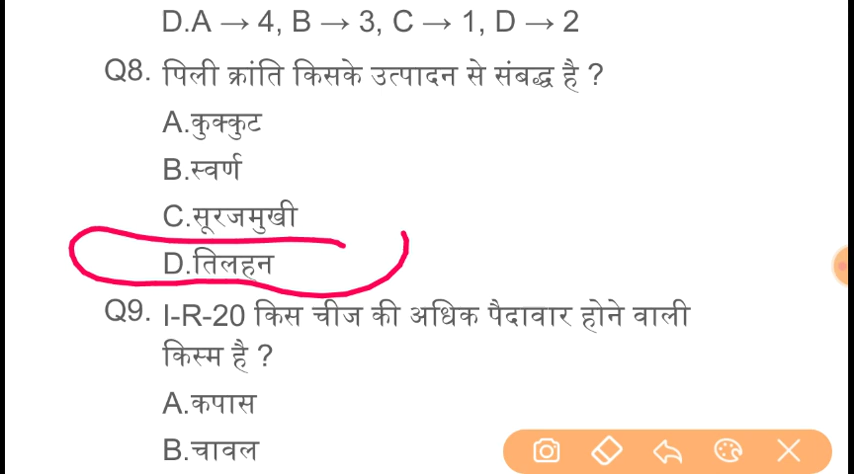 D.A → 4, B → 3, C → 1, D → 2
Q8. पिली क्रांति किसके उत्पादन से संबद्ध है ?
A.कुक्कुट
B.स्वर्ण
C.सूरजमुखी
D.तिलहन
Q9. I-R-20 किस चीज की अधिक पैदावार होने वाली
किस्म है ?
A.कपास
B.चावल